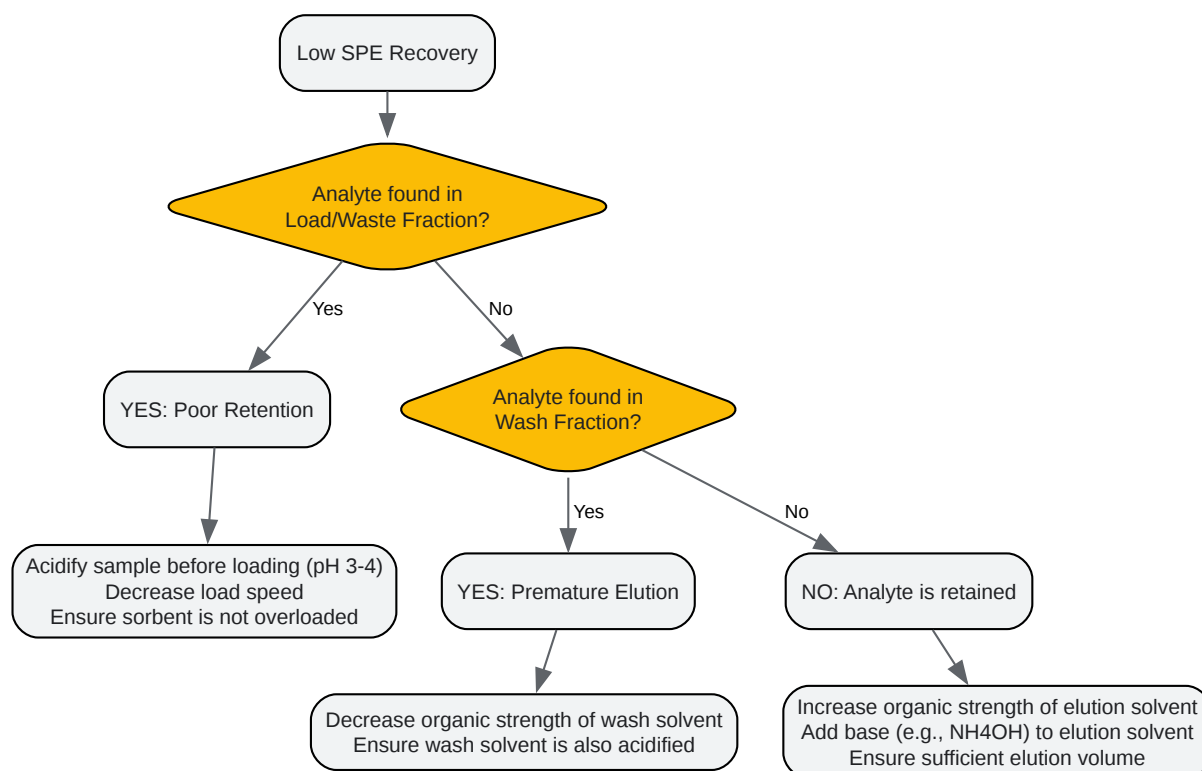 Low SPE Recovery
Analyte found in
Load/Waste Fraction?
Yes
No
YES: Poor Retention
Analyte found in
Wash Fraction?
Yes
No
Acidify sample before loading (pH 3-4)
Decrease load speed
Ensure sorbent is not overloaded
YES: Premature Elution
NO: Analyte is retained
Decrease organic strength of wash solvent
Ensure wash solvent is also acidified
Increase organic strength of elution solvent
Add base (e.g., NH4OH) to elution solvent
Ensure sufficient elution volume